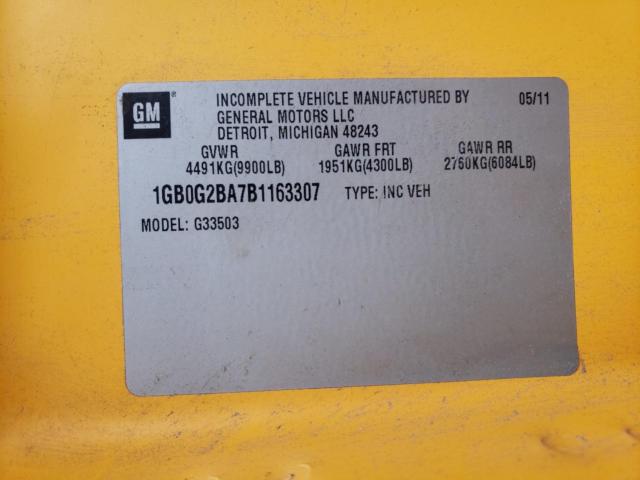 GM
INCOMPLETE VEHICLE MANUFACTURED BY 05/11
GENERAL MOTORS LLC
DETROIT, MICHIGAN 48243
GVWR GAWR FRT GAWR RR
4491KG(9900LB) 1951KG(4300LB) 2760KG(6084LB)
1GB0G2BA7B1163307 TYPE: INC VEH
MODEL: G33503